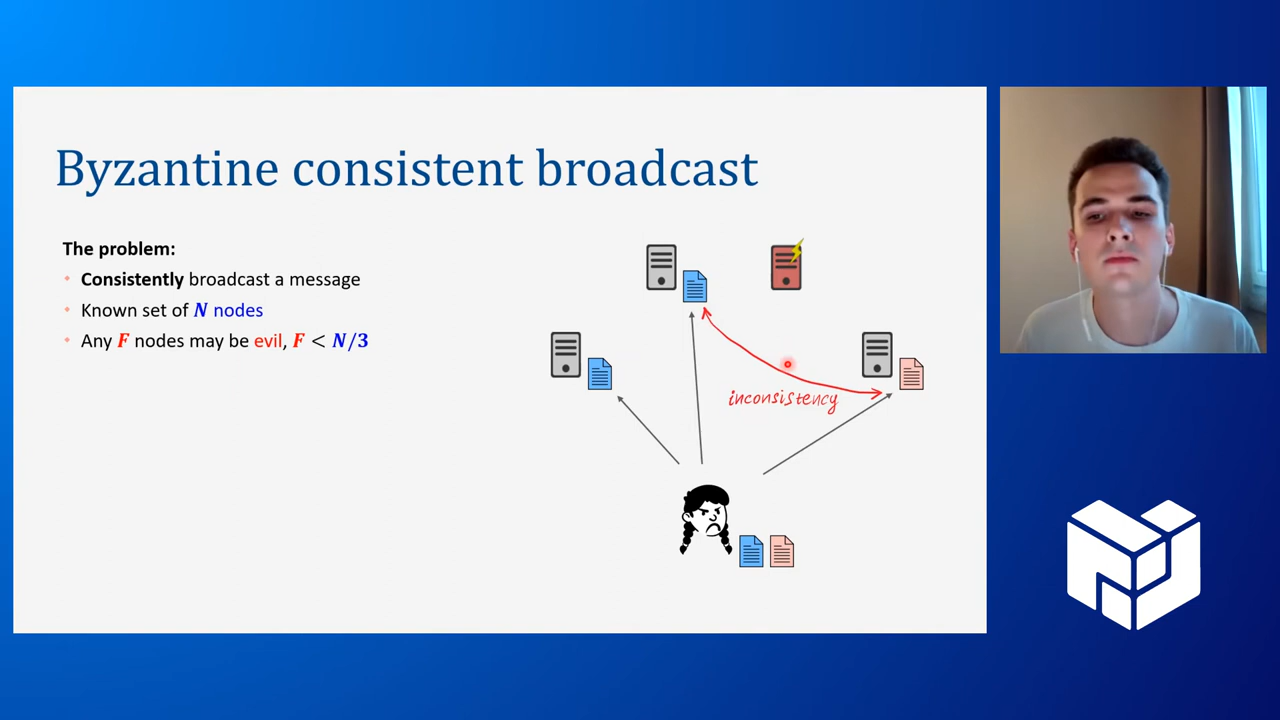 Byzantine consistent broadcast
The problem:
Consistently broadcast a message
Known set of N nodes
Any F nodes may be evil, F < N/3
inconsistency